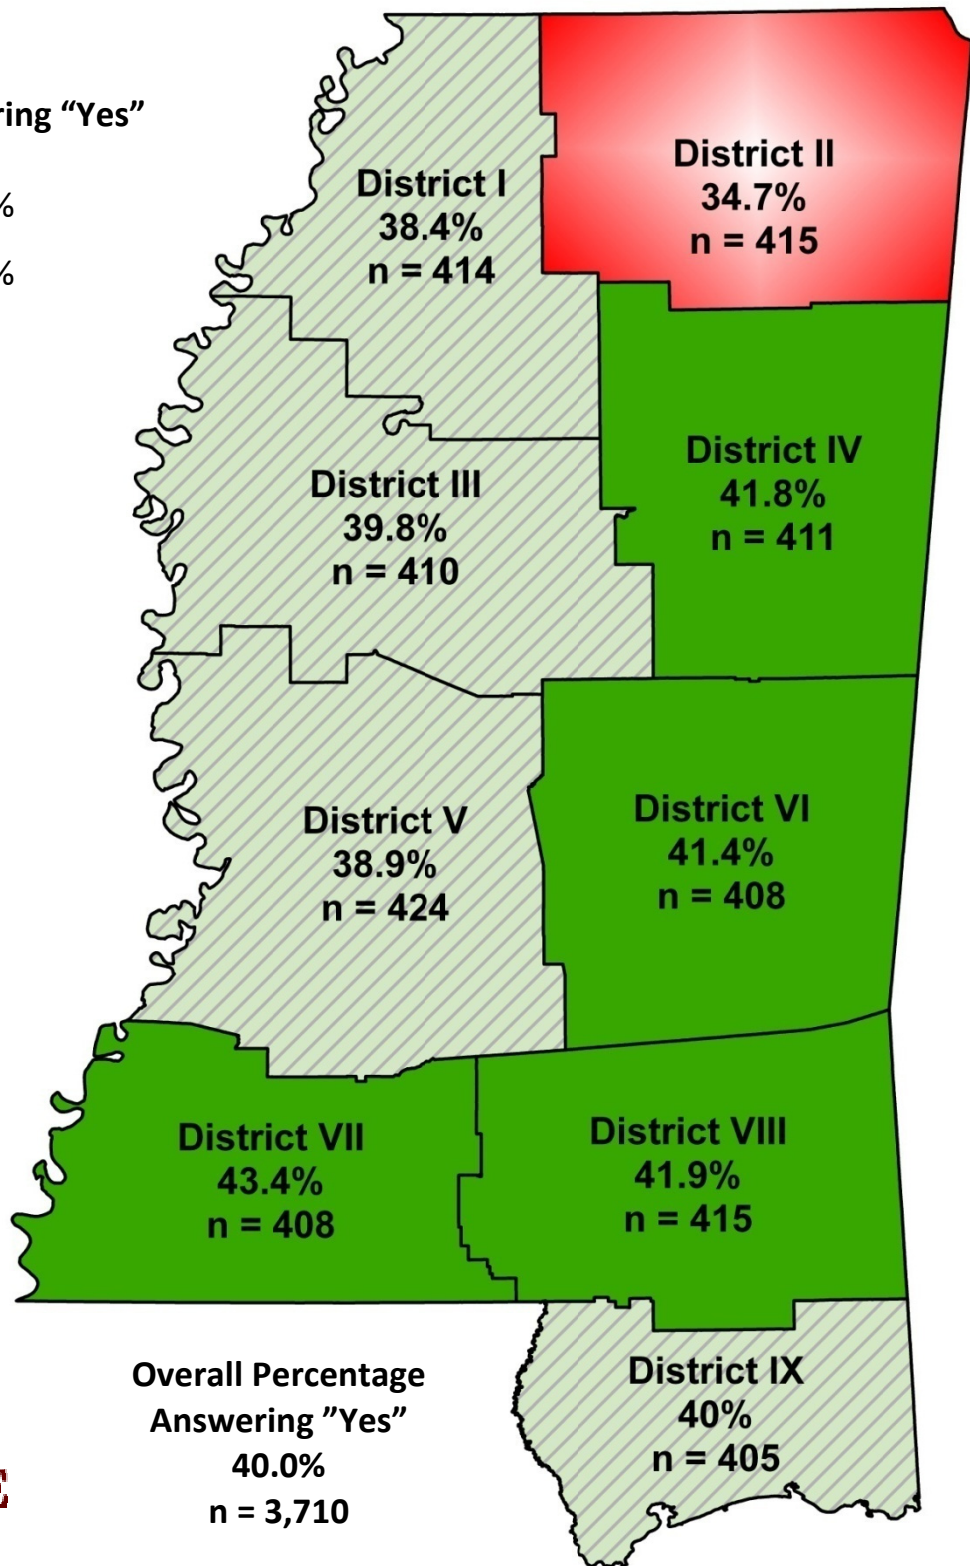 ring “Yes”
%
%
District I
38.4%
n = 414
District II
34.7%
n = 415
District III
39.8%
n = 410
District IV
41.8%
n = 411
District V
38.9%
n = 424
District VI
41.4%
n = 408
District VII
43.4%
n = 408
District VIII
41.9%
n = 415
District IX
40%
n = 405
Overall Percentage
Answering ”Yes”
40.0%
n = 3,710
E